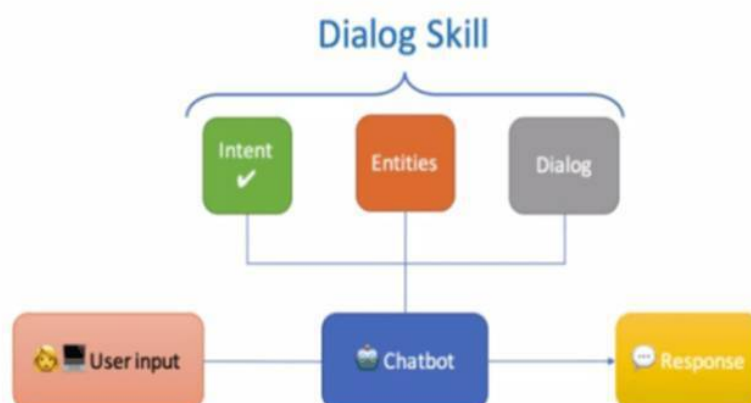 Dialog Skill
Intent
✔
Entities
Dialog
User input
Chatbot
Response